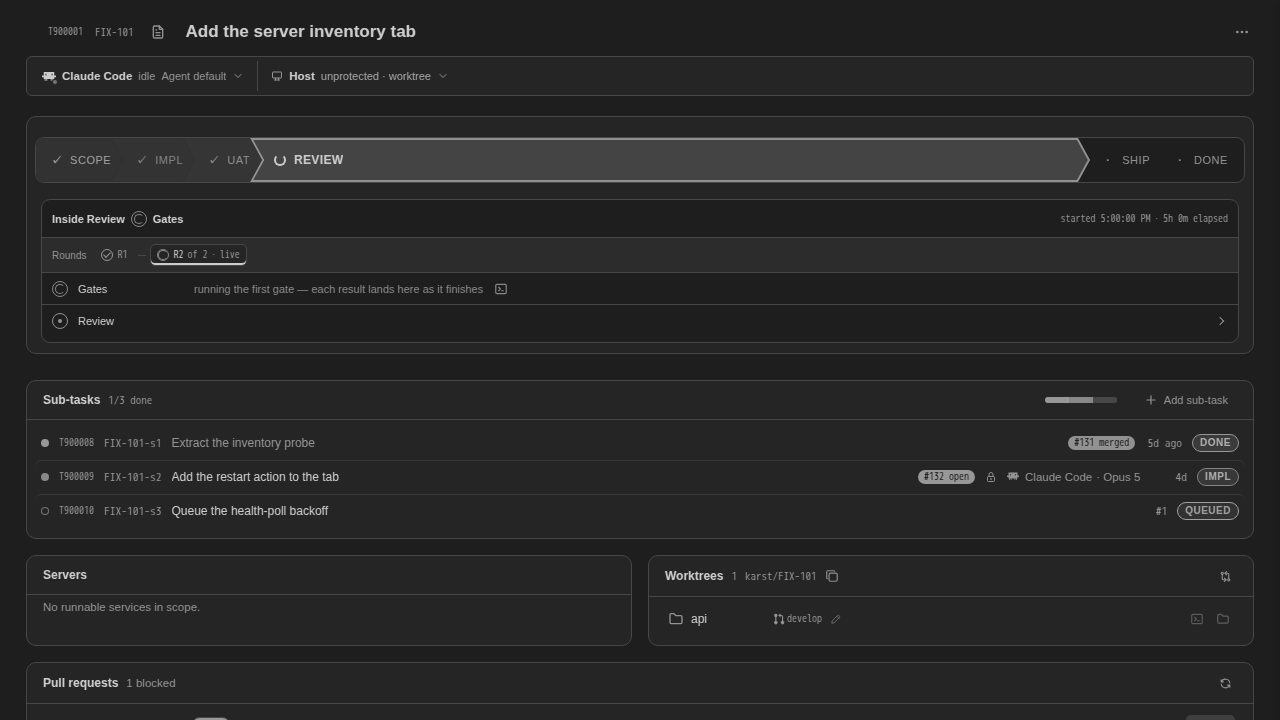 T900001 FIX-101 Add the server inventory tab
Claude Code idle Agent default Host unprotected · worktree
SCOPE IMPL UAT REVIEW SHIP DONE
Inside Review Gates started 5:00:00 PM · 5h 0m elapsed
Rounds R1 — R2 of 2 · live
Gates running the first gate — each result lands here as it finishes
Review
Sub-tasks 1/3 done Add sub-task
T900008 FIX-101-s1 Extract the inventory probe #131 merged 5d ago DONE
T900009 FIX-101-s2 Add the restart action to the tab #132 open Claude Code · Opus 5 4d IMPL
T900010 FIX-101-s3 Queue the health-poll backoff #1 QUEUED
Servers
No runnable services in scope.
Worktrees 1 karst/FIX-101
api develop
Pull requests 1 blocked